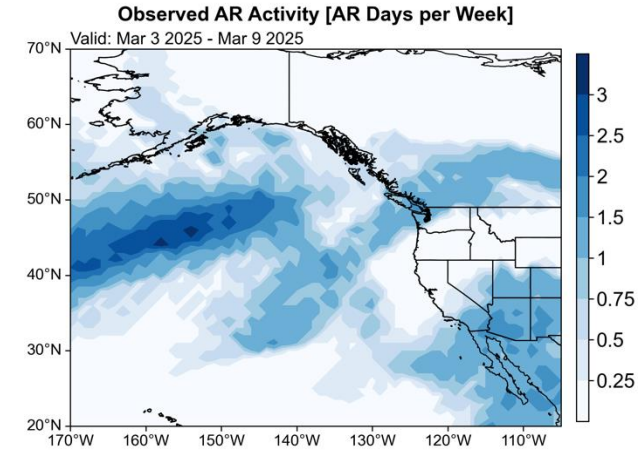 Observed AR Activity [AR Days per Week]
Valid: Mar 3 2025 - Mar 9 2025
70°N
60°N
50°N
40°N
30°N
20°N
170°W 160°W 150°W 140°W 130°W 120°W 110°W
3
2.5
2
1.5
1
0.75
0.5
0.25